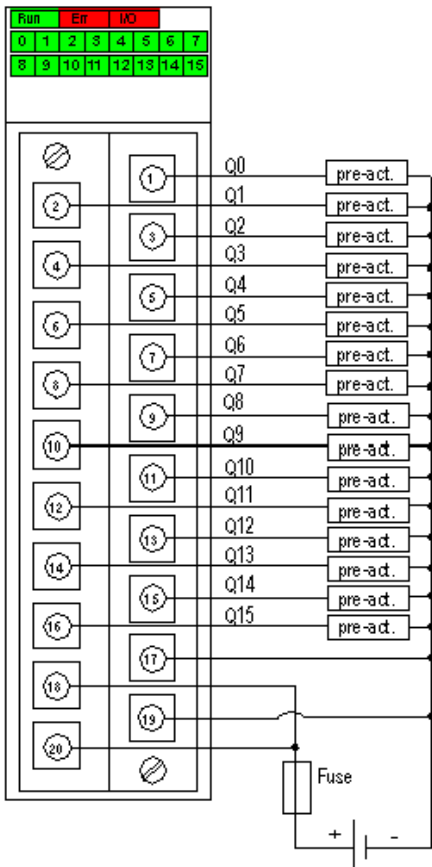 Run Err I/O
0 1 2 3 4 5 6 7
8 9 10 11 12 13 14 15
1 Q0 pre-act.
2 Q1 pre-act.
3 Q2 pre-act.
4 Q3 pre-act.
5 Q4 pre-act.
6 Q5 pre-act.
7 Q6 pre-act.
8 Q7 pre-act.
9 Q8 pre-act.
10 Q9 pre-act.
11 Q10 pre-act.
12 Q11 pre-act.
13 Q12 pre-act.
14 Q13 pre-act.
15 Q14 pre-act.
16 Q15 pre-act.
17
18
19
20
Fuse
+ -